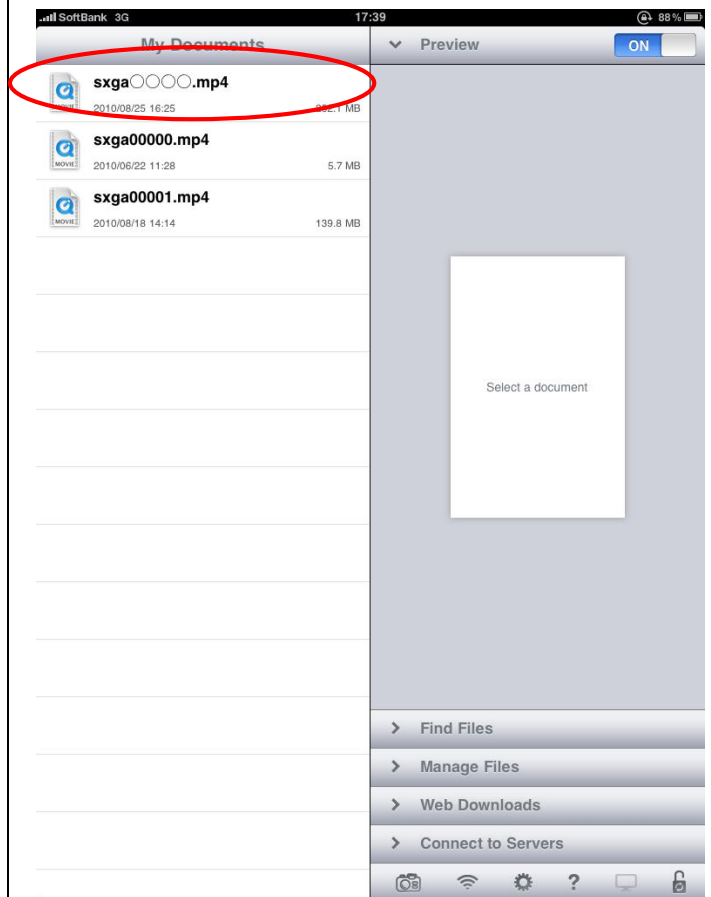 SoftBank 3G 17:39 88%
My Documents
Preview ON
sxga○○○○.mp4
2010/08/25 16:25
sxga00000.mp4
MOVIE 2010/06/22 11:28 5.7 MB
sxga00001.mp4
MOVIE 2010/08/18 14:14 139.8 MB
Select a document
Find Files
Manage Files
Web Downloads
Connect to Servers
?